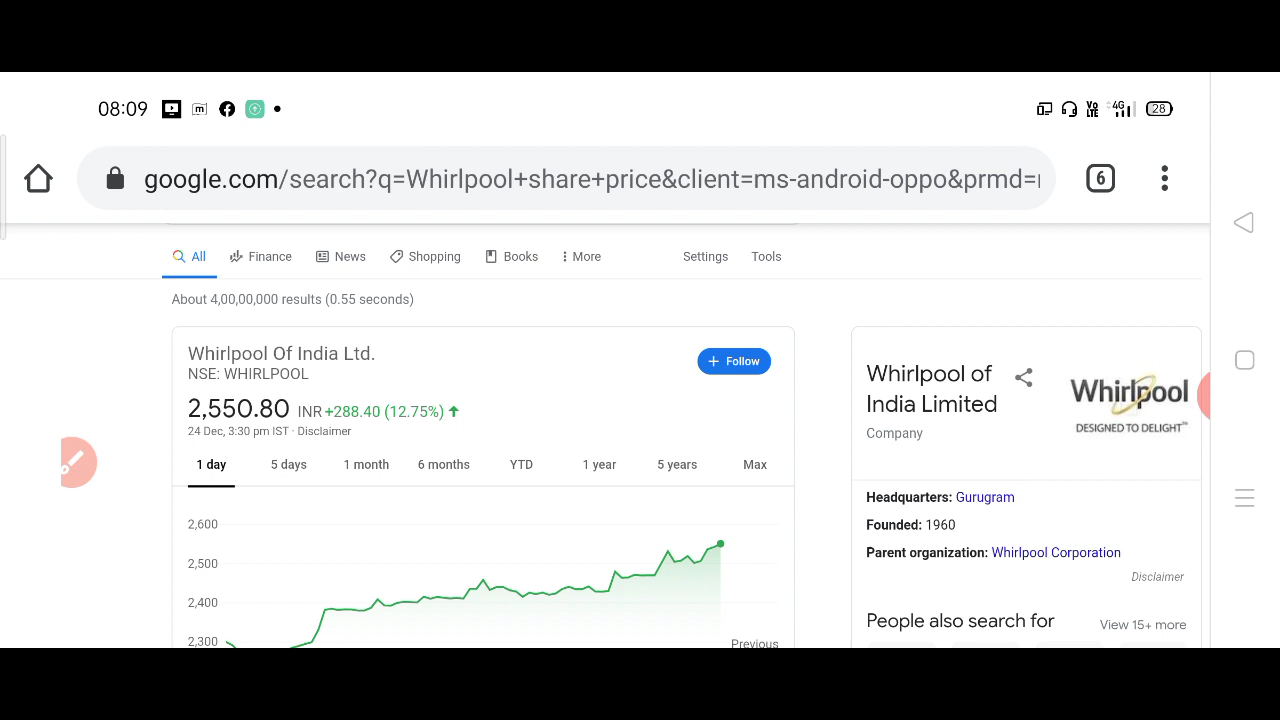 08:09
m
Vo LTE 4G 28
google.com/search?q=Whirlpool+share+price&client=ms-android-oppo&prmd=
6
All Finance News Shopping Books More Settings Tools
About 4,00,00,000 results (0.55 seconds)
Whirlpool Of India Ltd.
NSE: WHIRLPOOL
+ Follow
2,550.80 INR +288.40 (12.75%) ↑
24 Dec, 3:30 pm IST · Disclaimer
1 day 5 days 1 month 6 months YTD 1 year 5 years Max
2,600
2,500
2,400
2,300
Previous
Whirlpool of
India Limited
Company
Whirlpool
DESIGNED TO DELIGHT™
Headquarters: Gurugram
Founded: 1960
Parent organization: Whirlpool Corporation
Disclaimer
People also search for View 15+ more